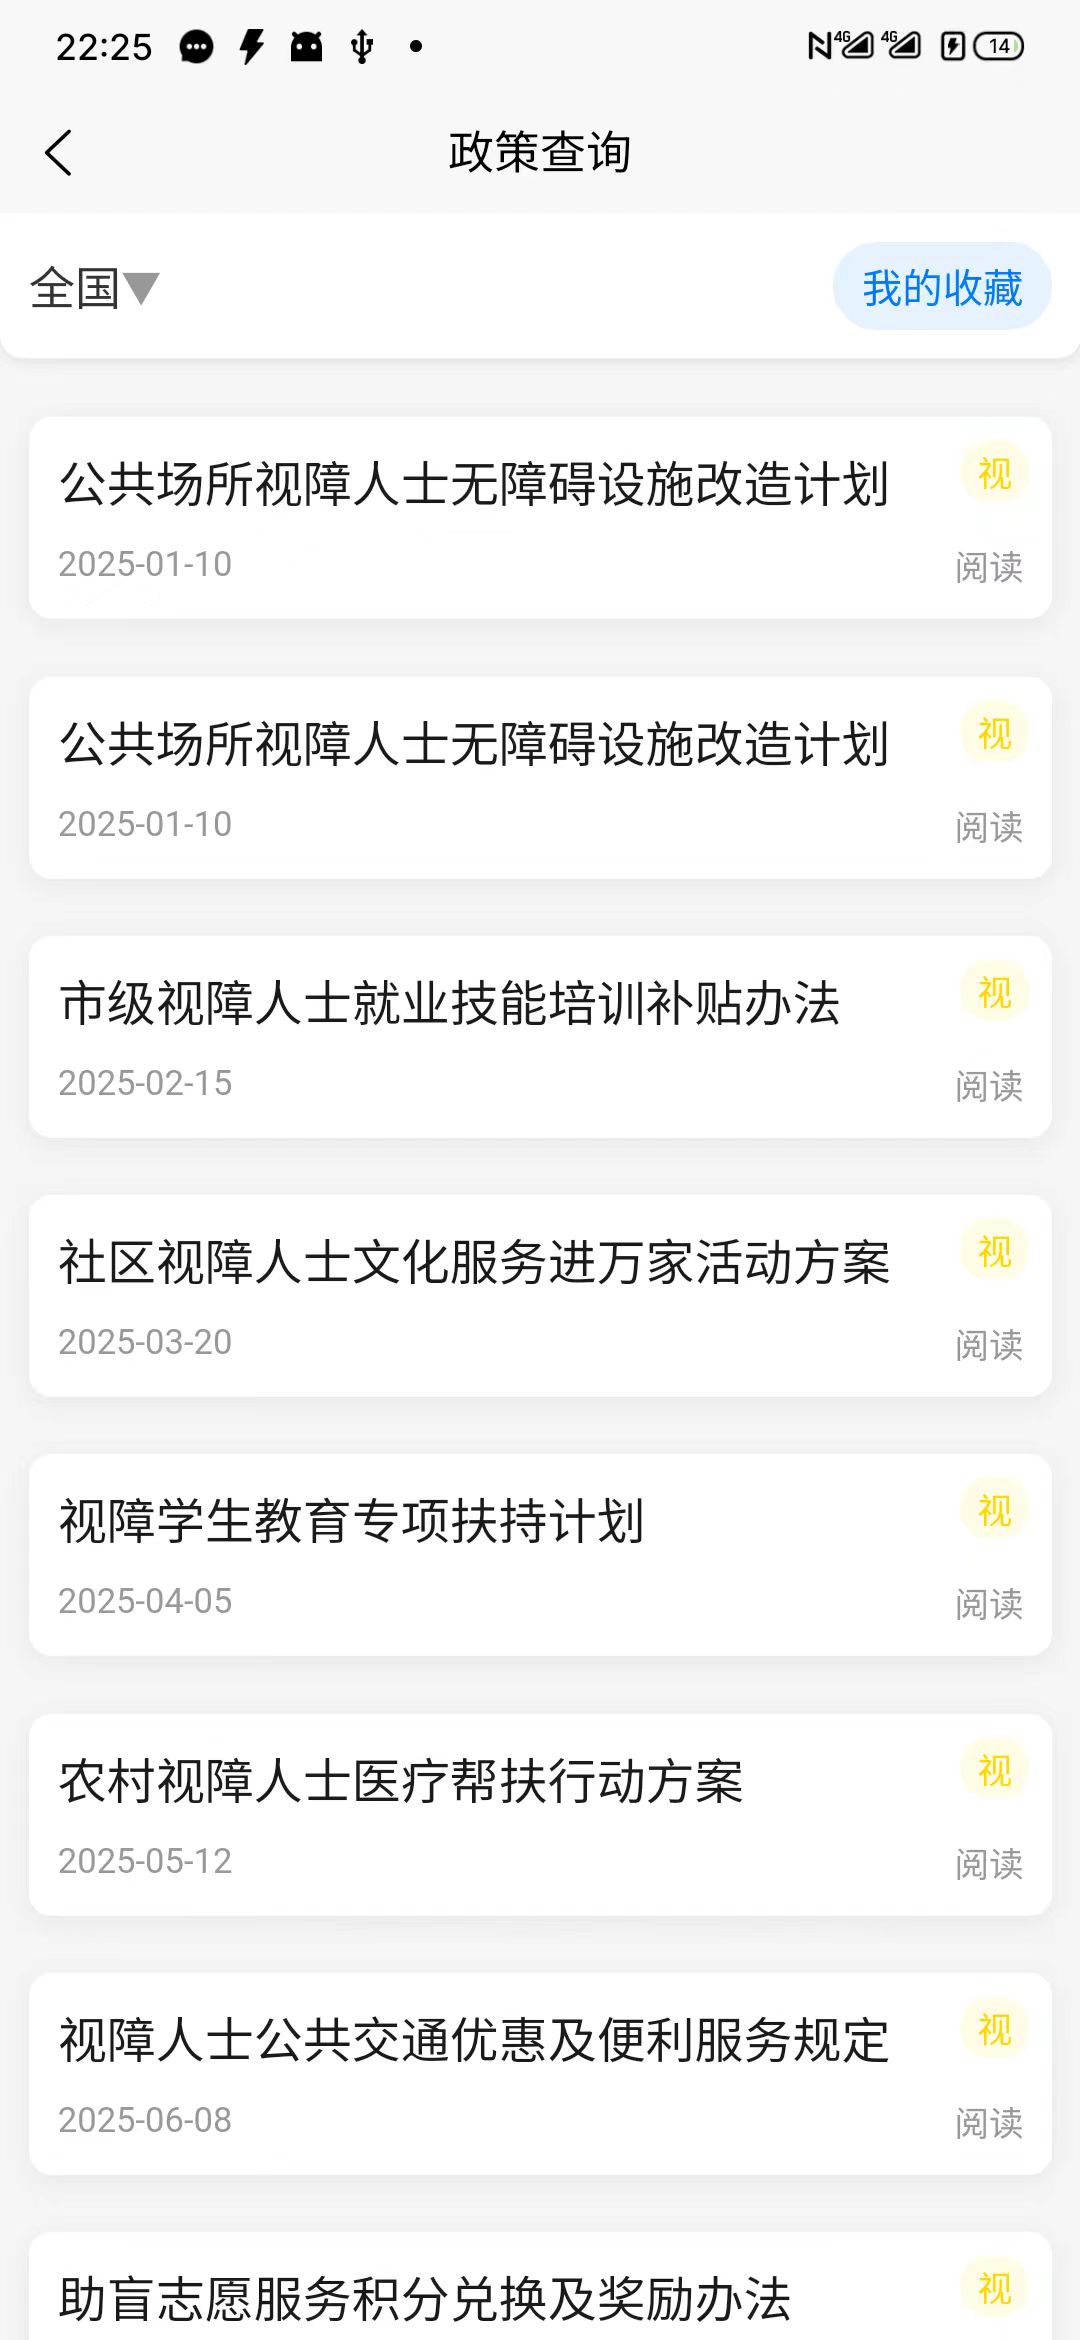 22:25
4G 4G 14
政策查询
全国▼
我的收藏
公共场所视障人士无障碍设施改造计划
视
2025-01-10
阅读
公共场所视障人士无障碍设施改造计划
视
2025-01-10
阅读
市级视障人士就业技能培训补贴办法
视
2025-02-15
阅读
社区视障人士文化服务进万家活动方案
视
2025-03-20
阅读
视障学生教育专项扶持计划
视
2025-04-05
阅读
农村视障人士医疗帮扶行动方案
视
2025-05-12
阅读
视障人士公共交通优惠及便利服务规定
视
2025-06-08
阅读
助盲志愿服务积分兑换及奖励办法
视